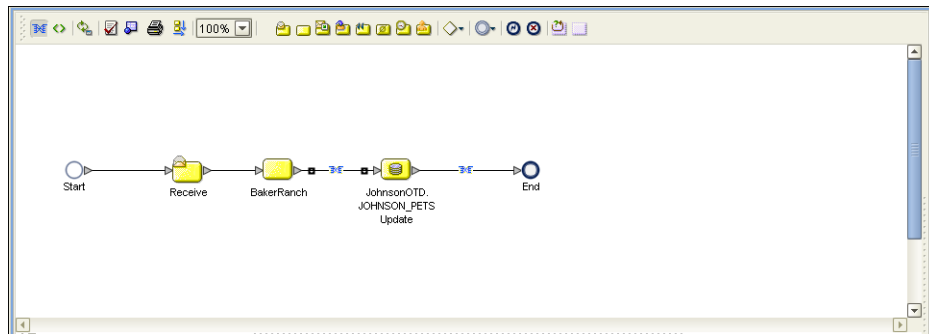 100%
Start
Receive
BakerRanch
JohnsonOTD.
JOHNSON_PETS
Update
End